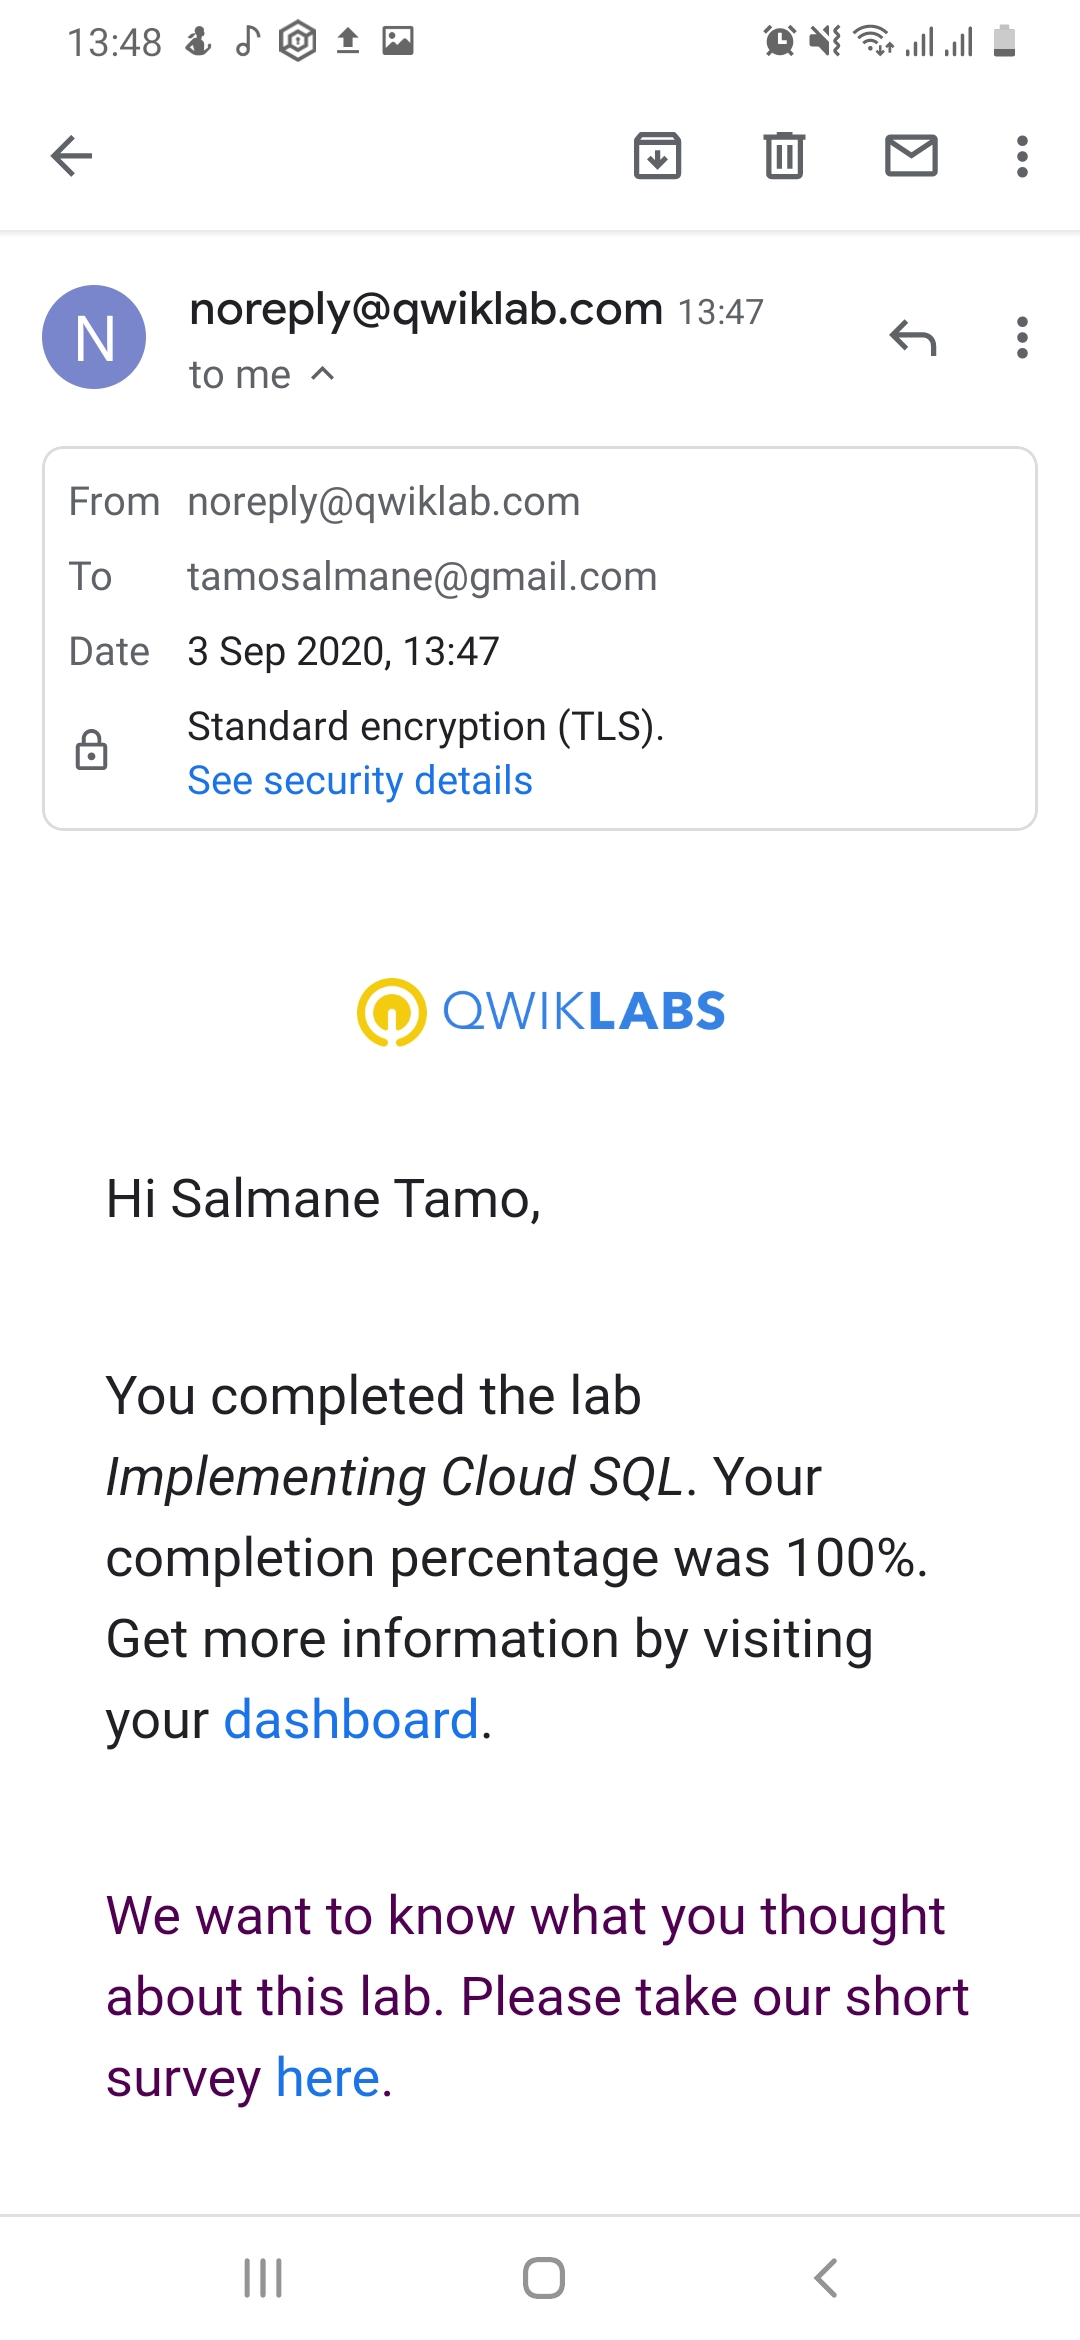 13:48
N
noreply@qwiklab.com 13:47
to me
From noreply@qwiklab.com
To tamosalmane@gmail.com
Date 3 Sep 2020, 13:47
Standard encryption (TLS).
See security details
QWIKLABS
Hi Salmane Tamo,
You completed the lab
Implementing Cloud SQL. Your
completion percentage was 100%.
Get more information by visiting
your dashboard.
We want to know what you thought
about this lab. Please take our short
survey here.